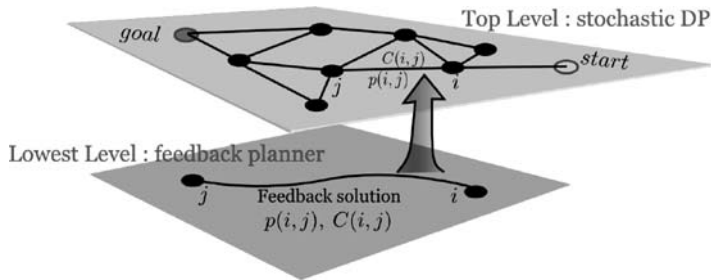 Top Level : stochastic DP
goal
start
C(i,j)
p(i,j)
j
i
Lowest Level : feedback planner
j
i
Feedback solution
p(i,j), C(i,j)